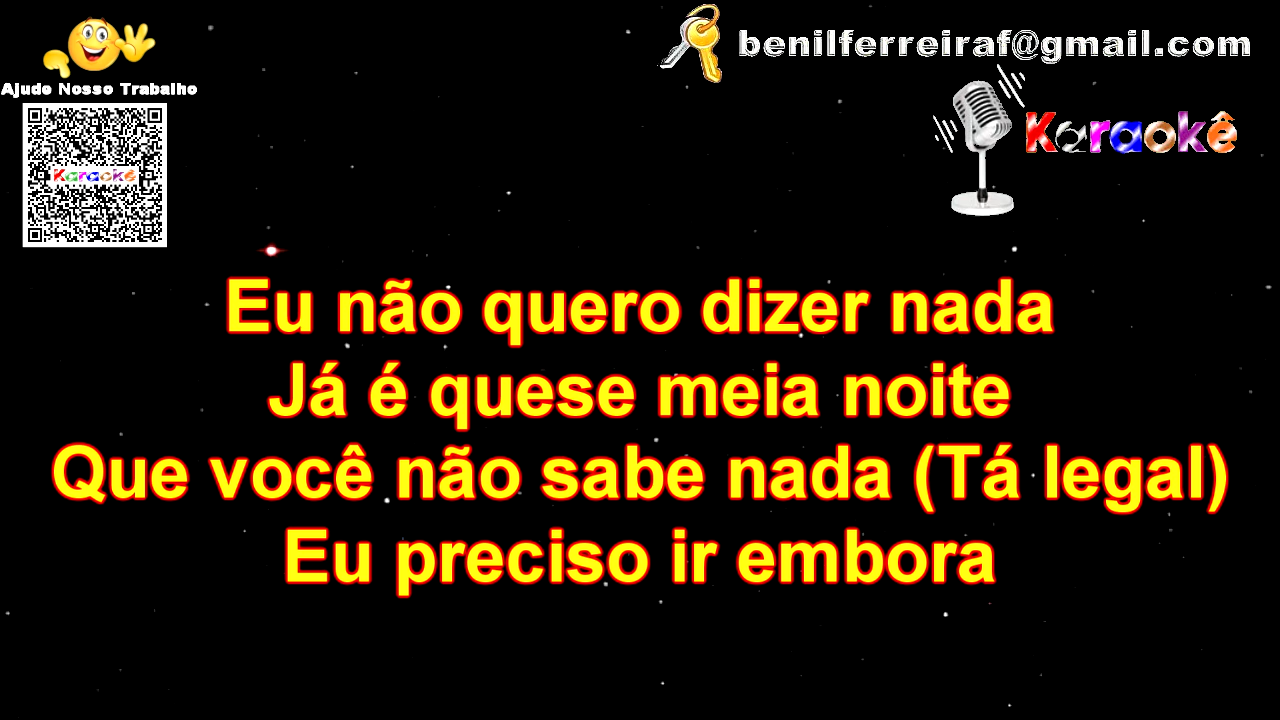 benilferreiraf@gmail.com
Ajude Nosso Trabalho
Karaokê
Karaokê
Eu não quero dizer nada
Já é quese meia noite
Que você não sabe nada (Tá legal)
Eu preciso ir embora